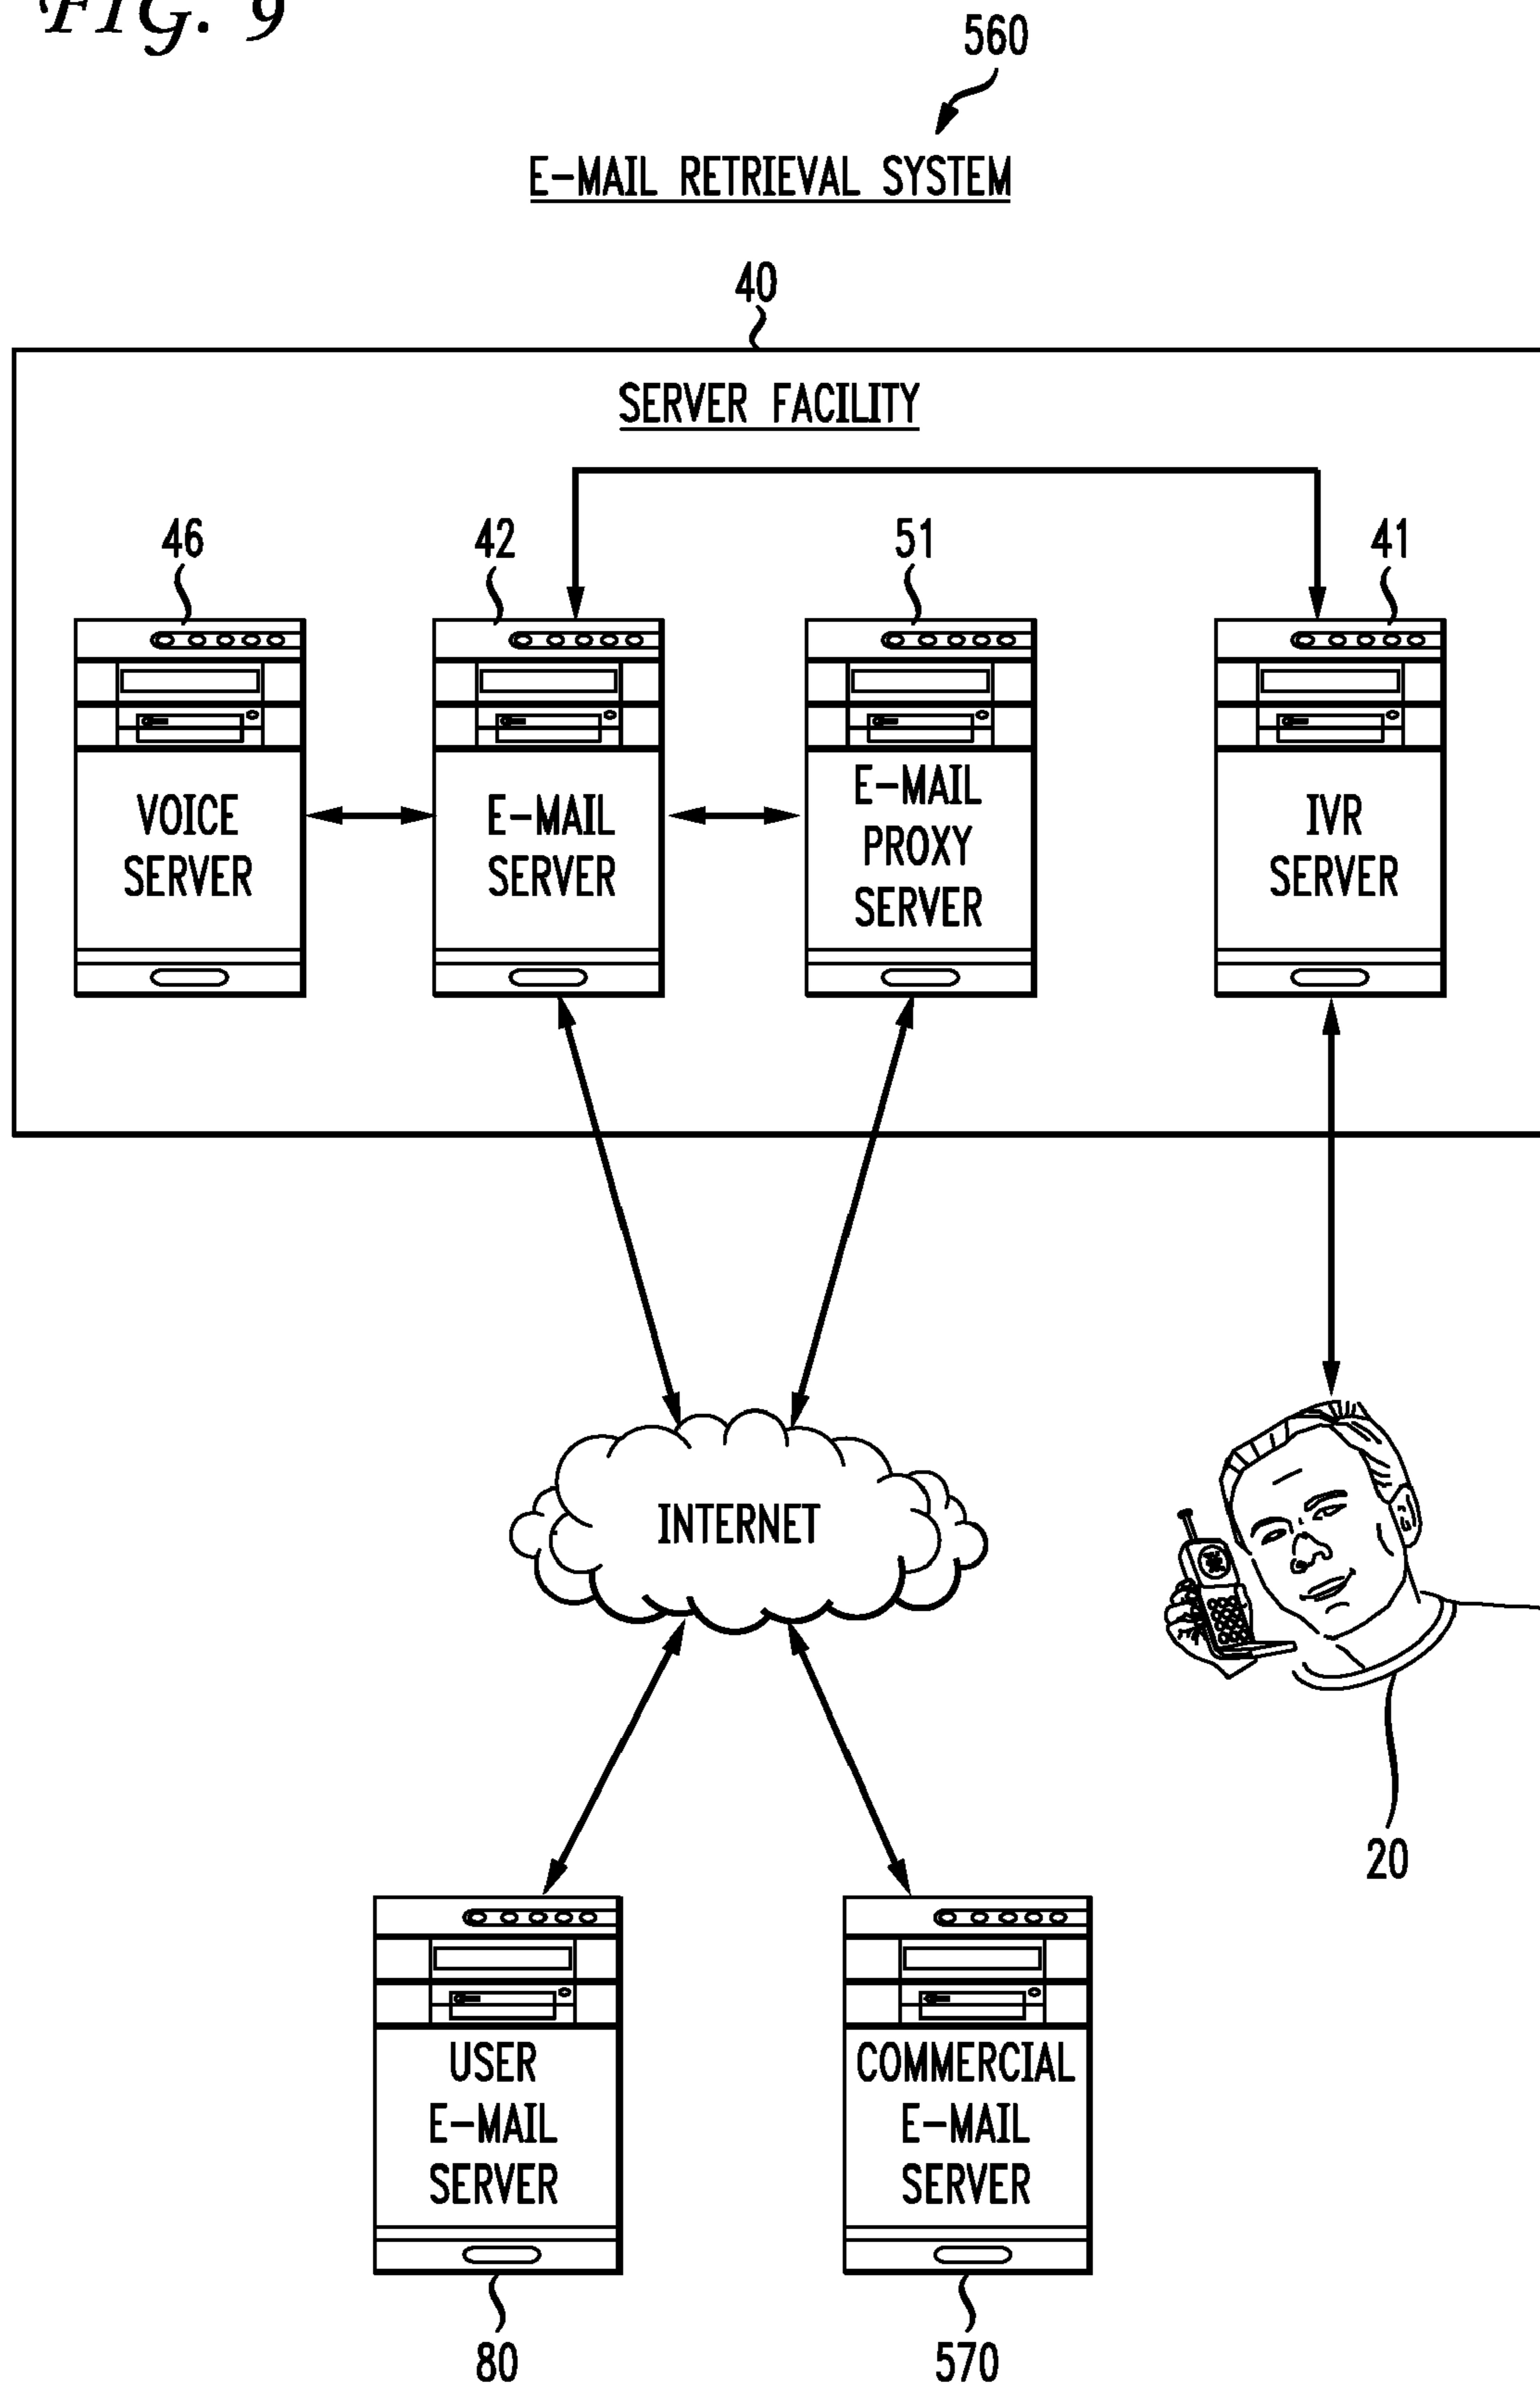 FIG. 9
560
E-MAIL RETRIEVAL SYSTEM
40
SERVER FACILITY
46
42
51
41
VOICE
SERVER
E-MAIL
SERVER
E-MAIL
PROXY
SERVER
IVR
SERVER
INTERNET
20
USER
E-MAIL
SERVER
COMMERCIAL
E-MAIL
SERVER
80
570